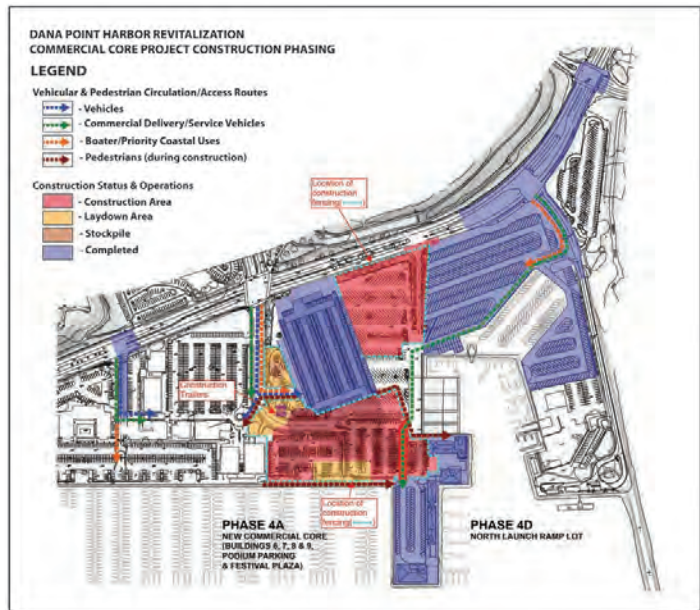 DANA POINT HARBOR REVITALIZATION
COMMERCIAL CORE PROJECT CONSTRUCTION PHASING
LEGEND
Vehicular & Pedestrian Circulation/Access Routes
- Vehicles
- Commercial Delivery/Service Vehicles
- Boater/Priority Coastal Uses
- Pedestrians (during construction)
Construction Status & Operations
- Construction Area
- Laydown Area
- Stockpile
- Completed
Location of
construction
fencing( )
Construction
Trailers
Location of
construction
fencing( )
PHASE 4A
NEW COMMERCIAL CORE
(BUILDINGS 6, 7, 8 & 9,
PODIUM PARKING
& FESTIVAL PLAZA)
PHASE 4D
NORTH LAUNCH RAMP LOT